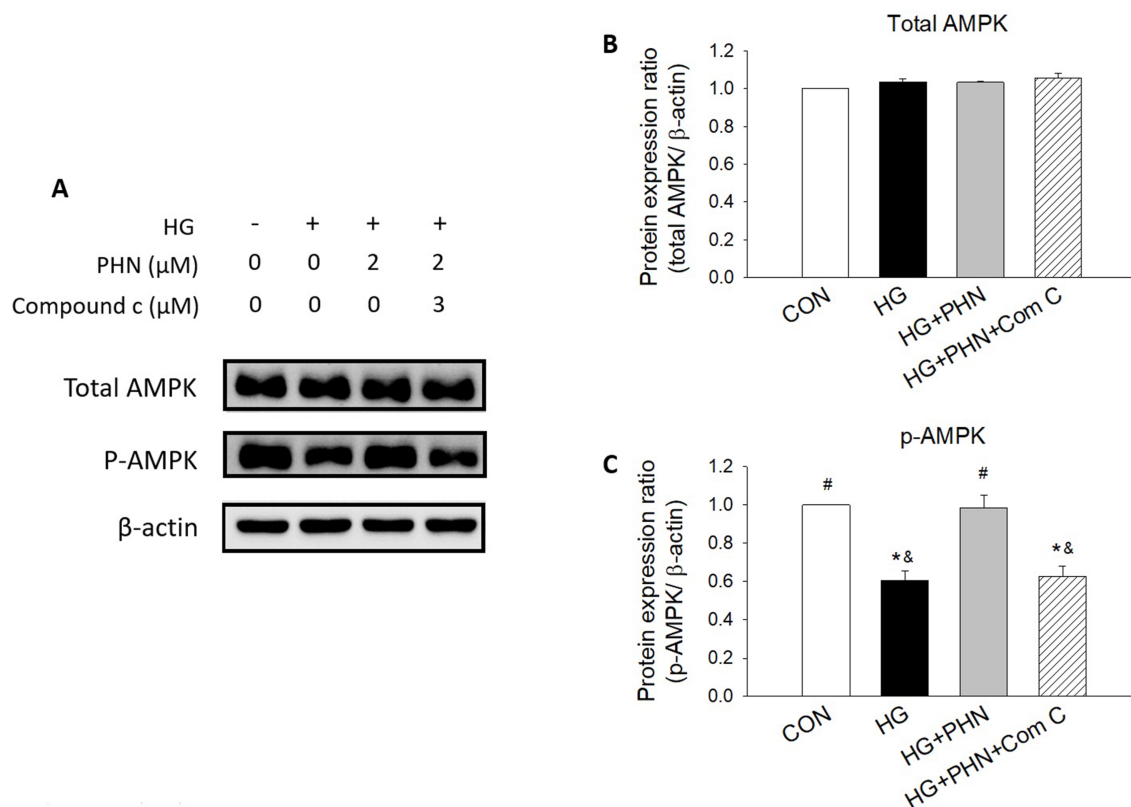 A
HG - + + +
PHN (μM) 0 0 2 2
Compound c (μM) 0 0 0 3
Total AMPK
P-AMPK
β-actin
B
Total AMPK
Protein expression ratio
(total AMPK/ β-actin)
1.2
1.0
0.8
0.6
0.4
0.2
0.0
CON
HG
HG+PHN
HG+PHN+Com C
C
p-AMPK
Protein expression ratio
(p-AMPK/ β-actin)
1.2
1.0
0.8
0.6
0.4
0.2
0.0
#
*&
#
*&
CON
HG
HG+PHN
HG+PHN+Com C